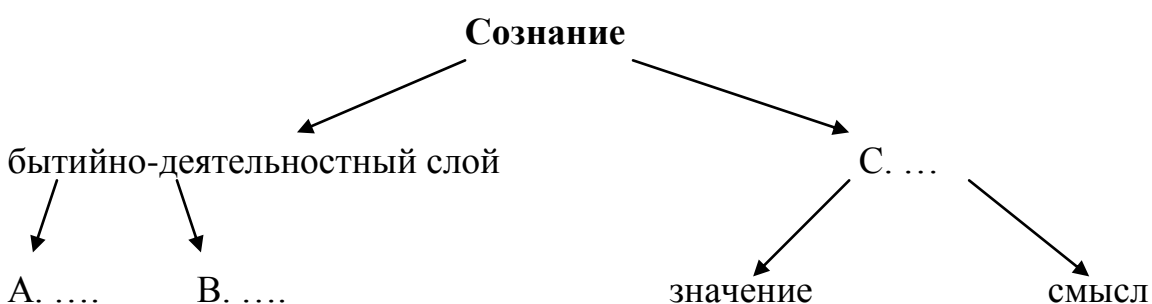 Сознание
бытийно-деятельностный слой С. …
А. …. В. …. значение смысл